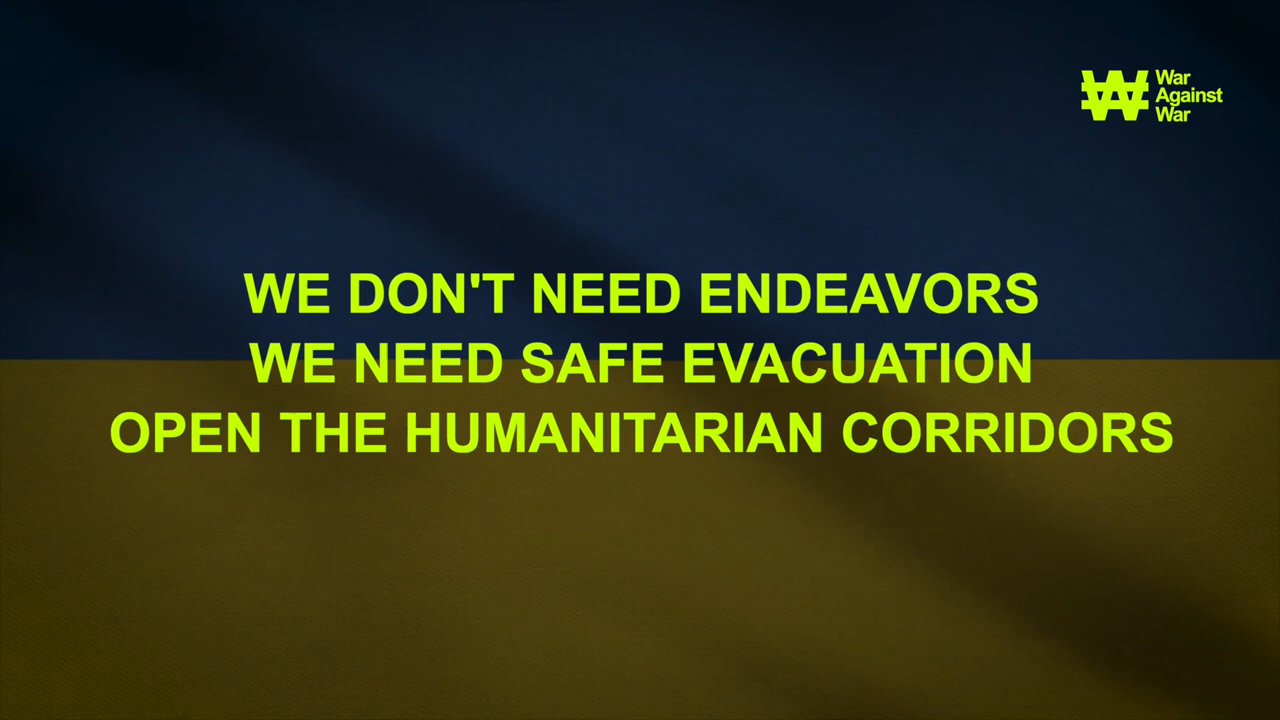 War
Against
War
WE DON'T NEED ENDEAVORS
WE NEED SAFE EVACUATION
OPEN THE HUMANITARIAN CORRIDORS